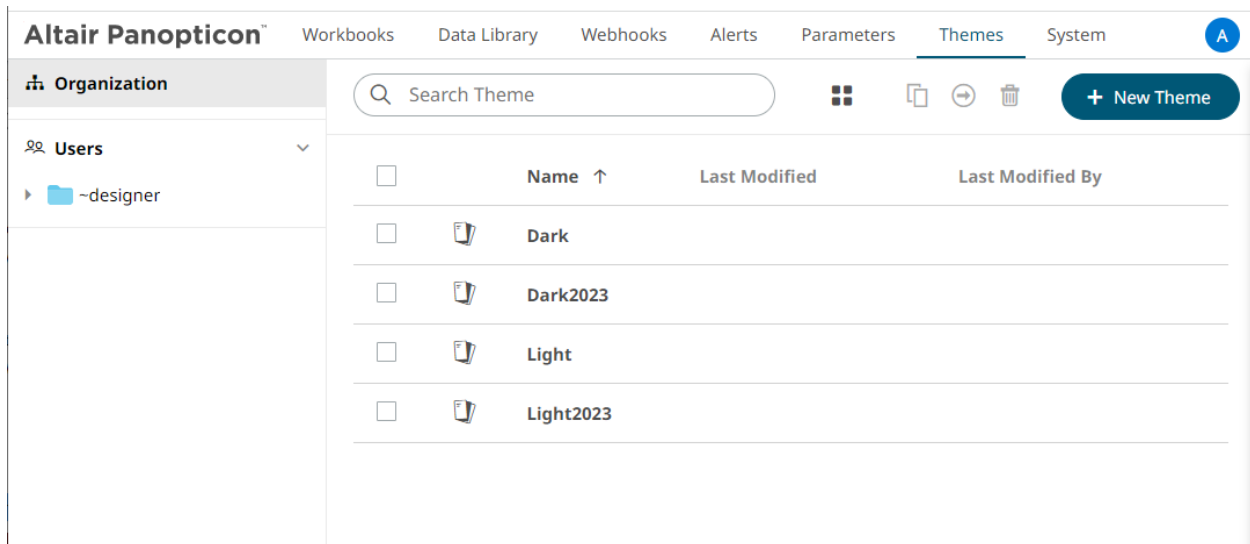 Altair Panopticon™ Workbooks Data Library Webhooks Alerts Parameters Themes System A
Organization
Search Theme
+ New Theme
Users
~designer
Name ↑ Last Modified Last Modified By
Dark
Dark2023
Light
Light2023